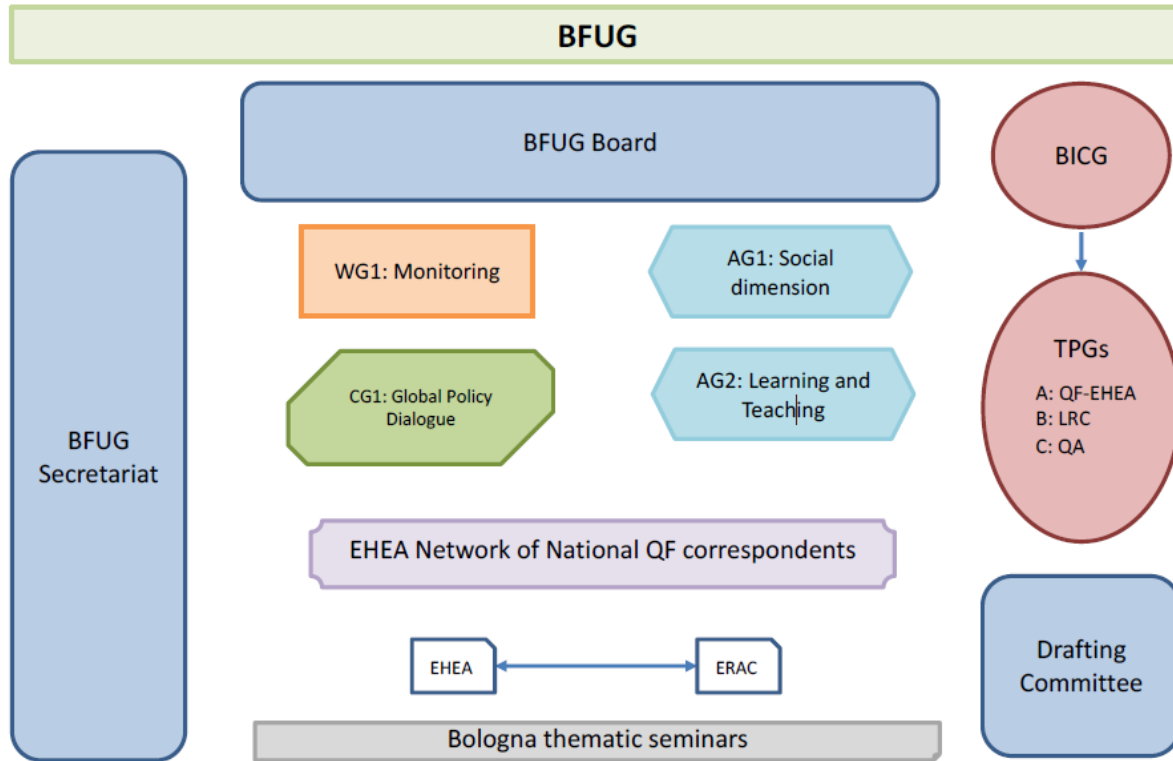 BFUG
BFUG Board
BICG
WG1: Monitoring
AG1: Social
dimension
CG1: Global Policy
Dialogue
AG2: Learning and
Teaching
TPGs
A: QF-EHEA
B: LRC
C: QA
BFUG
Secretariat
EHEA Network of National QF correspondents
EHEA
ERAC
Drafting
Committee
Bologna thematic seminars